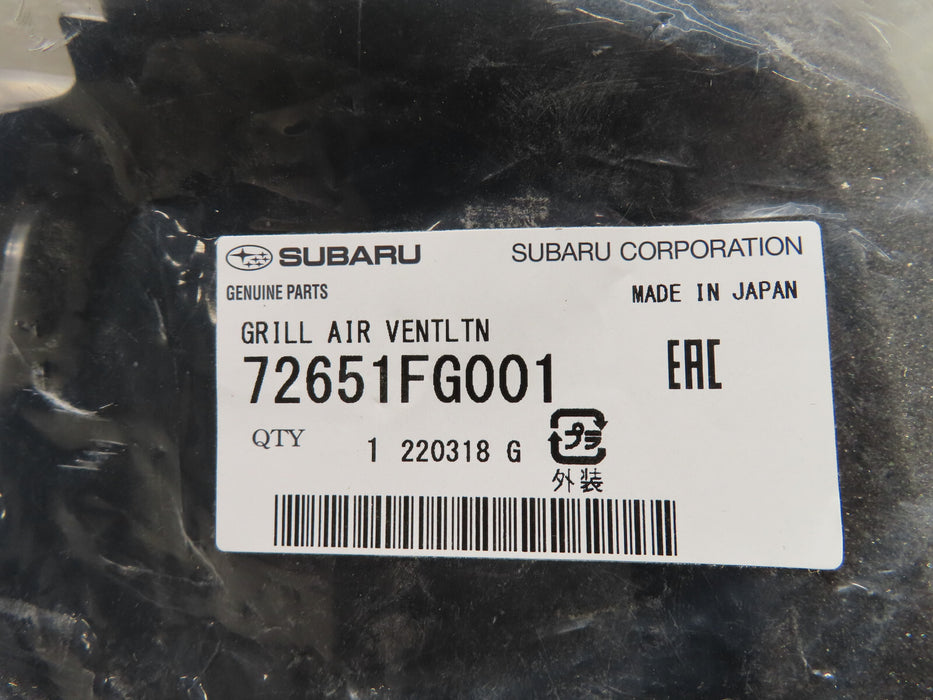 SUBARU
SUBARU CORPORATION
GENUINE PARTS
MADE IN JAPAN
GRILL AIR VENTLTN
72651FG001
EAC
QTY
1 220318 G
プラ
外装